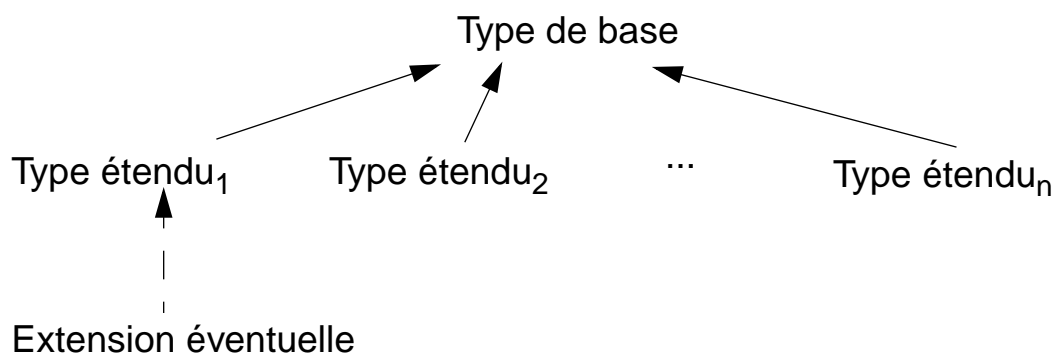 Type de base
Type étendu1 Type étendu2 ... Type étendun
Extension éventuelle